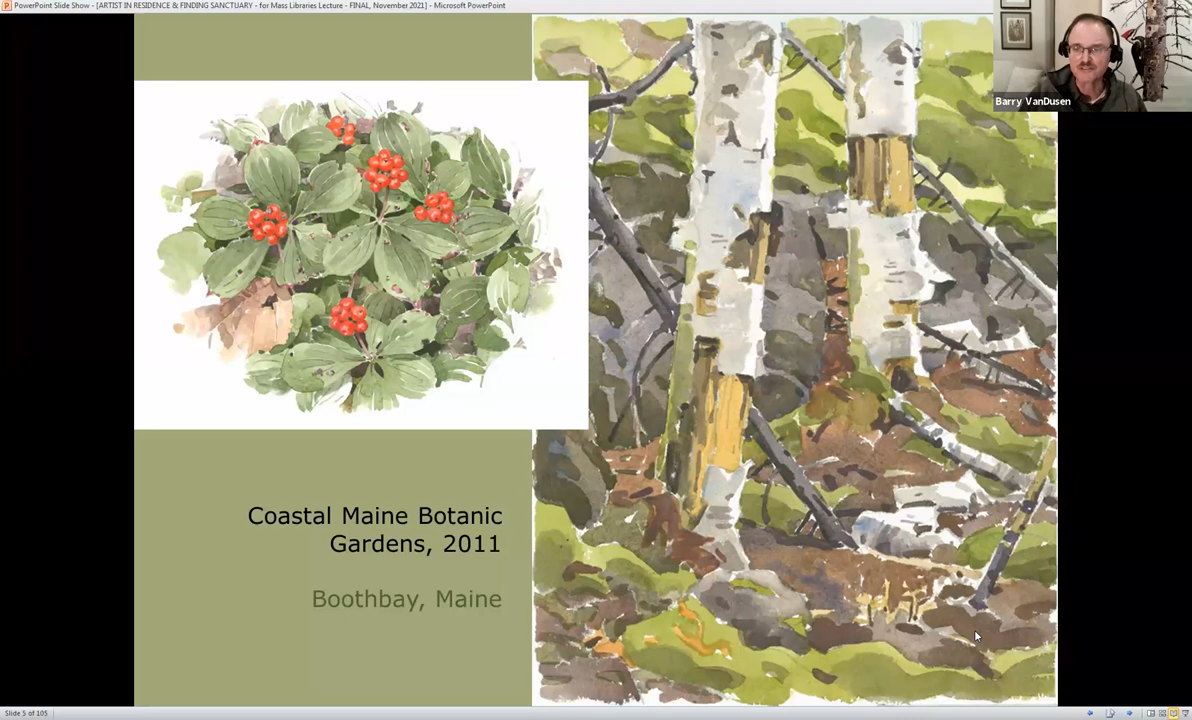 PowerPoint Slide Show - [ARTIST IN RESIDENCE & FINDING SANCTUARY - for Mass Libraries Lecture - FINAL, November 2021] - Microsoft PowerPoint
Barry VanDusen
Coastal Maine Botanic
Gardens, 2011
Boothbay, Maine
Slide 5 of 105